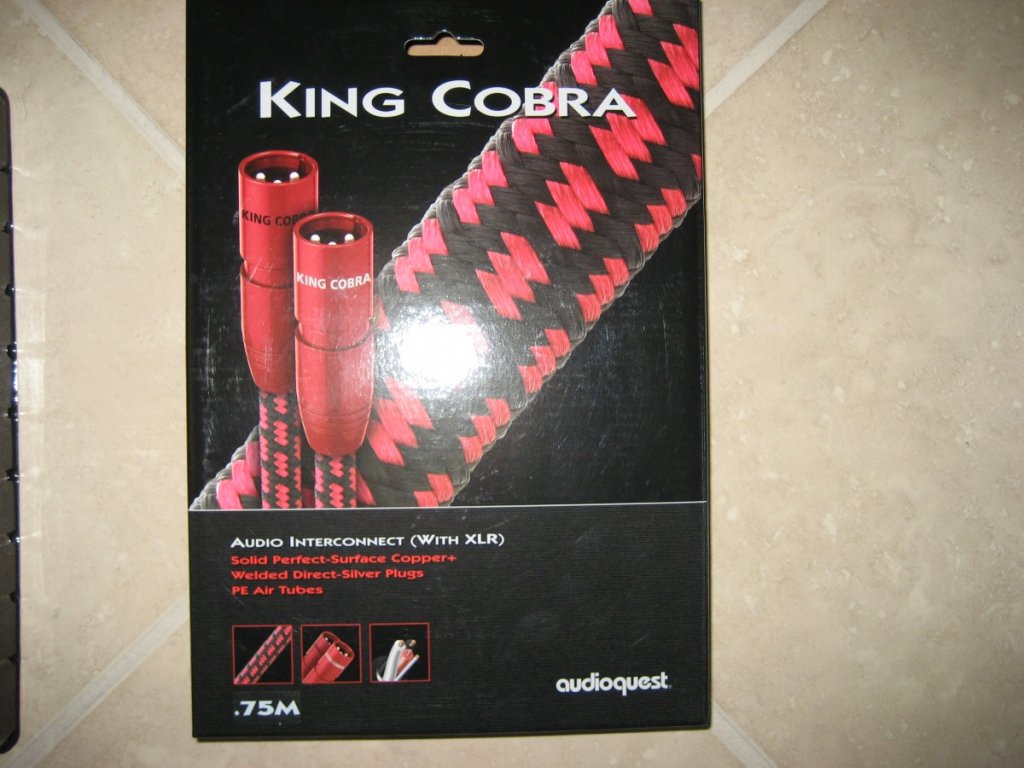 KING COBRA
KING COBRA
KING COBRA
AUDIO INTERCONNECT (WITH XLR)
Solid Perfect-Surface Copper+
Welded Direct-Silver Plugs
PE Air Tubes
.75M
audioquest